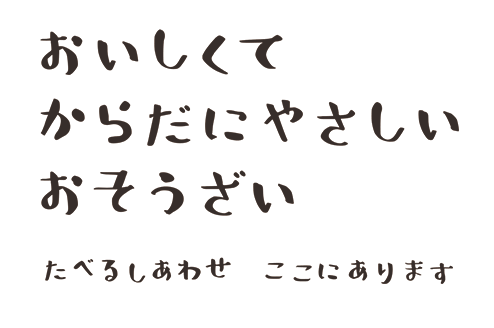 おいしくて
からだにやさしい
おそうざい
たべるしあわせ　ここにあります